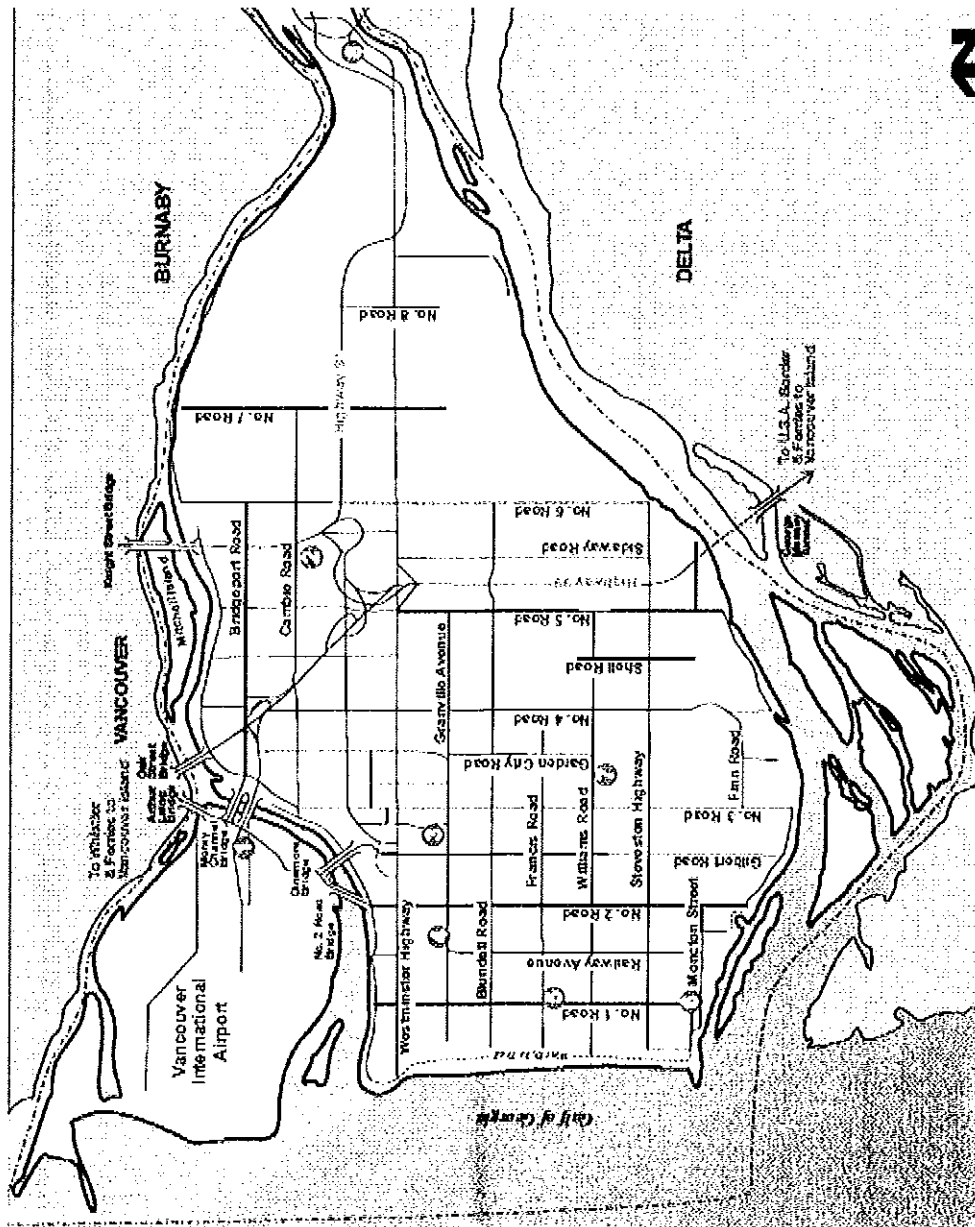 N
BURNABY
DELTA
VANCOUVER
Knight Street Bridge
Mitchell Island
Oak
Street
Bridge
Arthur
Laing
Bridge
To Whistler
& Ferries to
Vancouver Island
Moray
Channel
Bridge
Dinsmore
Bridge
No. 2 Road
Bridge
Vancouver
International
Airport
Bridgeport Road
Cambie Road
Highway 91
Westminster Highway
Granville Avenue
Blundell Road
Francis Road
Williams Road
Steveston Highway
Finn Road
Moncton Street
No. 8 Road
No. 7 Road
No. 6 Road
Sidaway Road
Highway 99
No. 5 Road
Shell Road
No. 4 Road
Garden City Road
No. 3 Road
Gilbert Road
No. 2 Road
Railway Avenue
No. 1 Road
To U.S.A. Border
& Ferries to
Vancouver Island
George
Massey
Tunnel
Gulf of Georgia